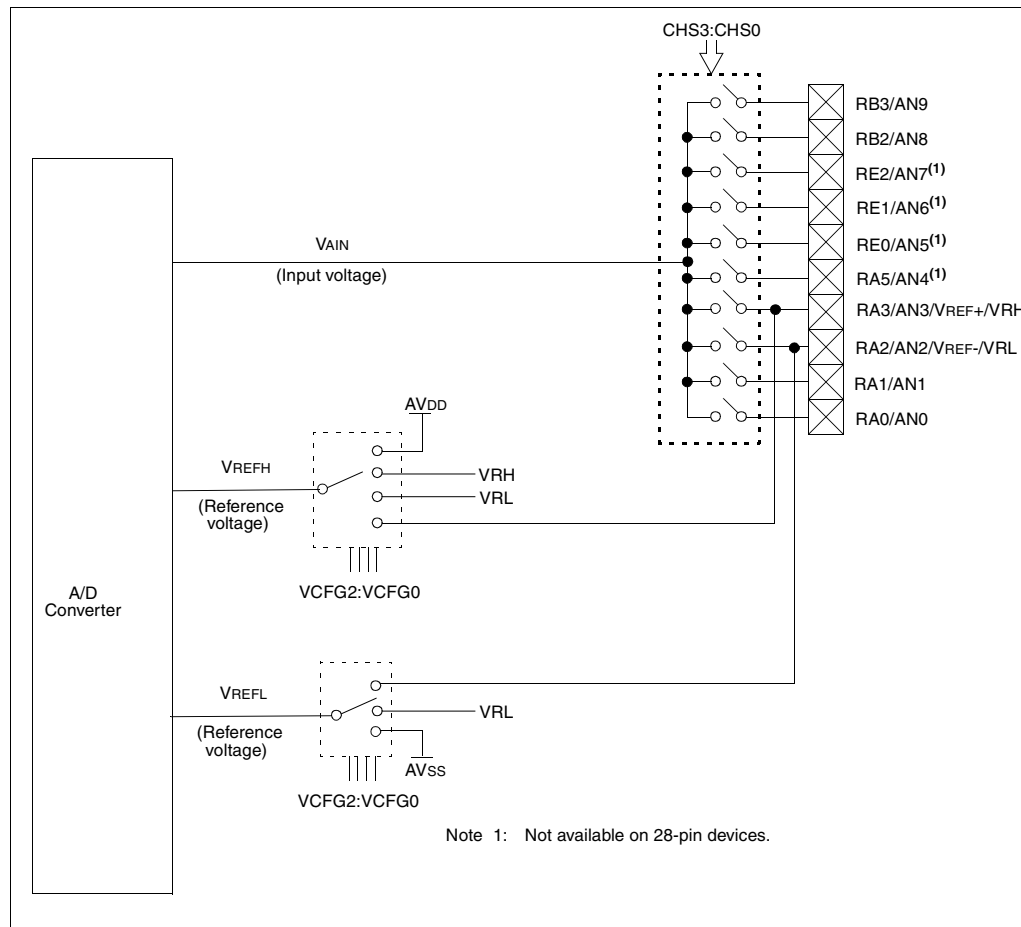 CHS3:CHS0
RB3/AN9
RB2/AN8
RE2/AN7(1)
RE1/AN6(1)
RE0/AN5(1)
RA5/AN4(1)
RA3/AN3/VREF+/VRH
RA2/AN2/VREF-/VRL
RA1/AN1
RA0/AN0
VAIN
(Input voltage)
AVDD
VREFH
(Reference
voltage)
VRH
VRL
VCFG2:VCFG0
A/D
Converter
VREFL
(Reference
voltage)
VRL
AVSS
VCFG2:VCFG0
Note 1: Not available on 28-pin devices.